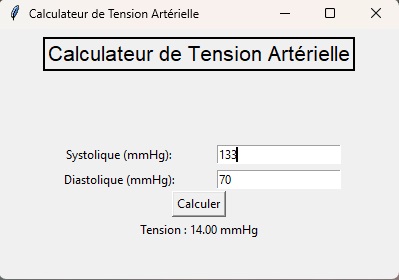 Calculateur de Tension Artérielle
Calculateur de Tension Artérielle
Systolique (mmHg): 133
Diastolique (mmHg): 70
Calculer
Tension : 14.00 mmHg